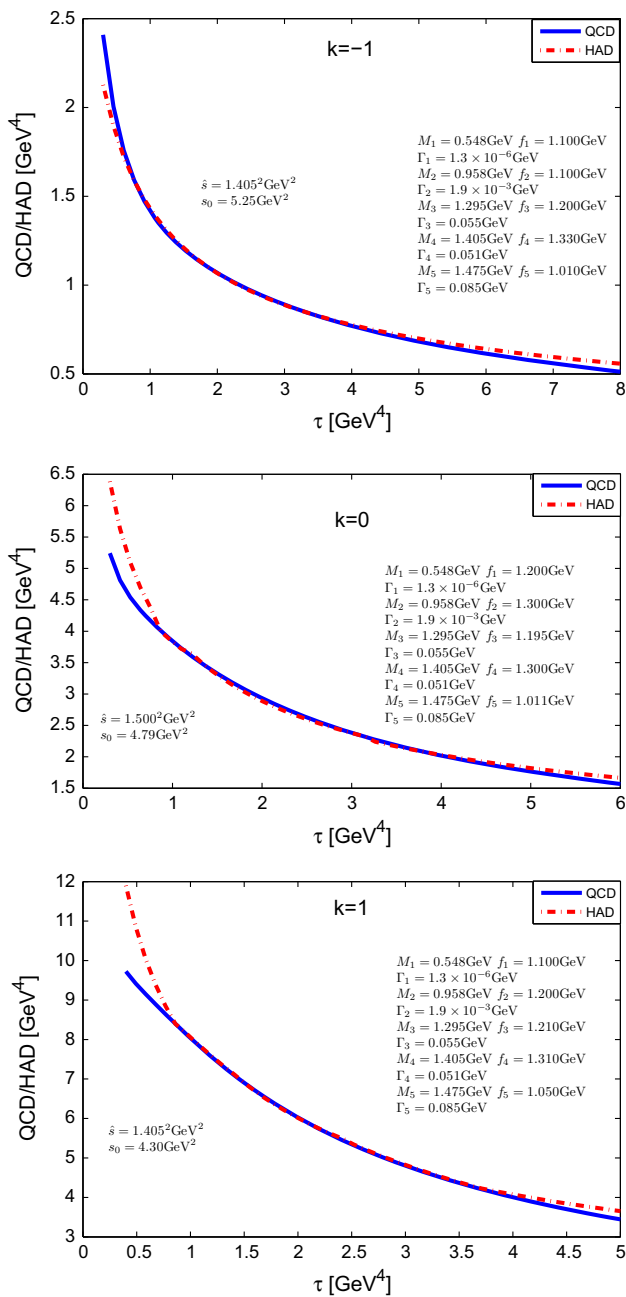 k=−1
QCD
HAD
2.5
2
1.5
1
0.5
QCD/HAD [GeV⁴]
ŝ = 1.405²GeV²
s₀ = 5.25GeV²
M₁ = 0.548GeV f₁ = 1.100GeV
Γ₁ = 1.3 × 10⁻⁶GeV
M₂ = 0.958GeV f₂ = 1.100GeV
Γ₂ = 1.9 × 10⁻³GeV
M₃ = 1.295GeV f₃ = 1.200GeV
Γ₃ = 0.055GeV
M₄ = 1.405GeV f₄ = 1.330GeV
Γ₄ = 0.051GeV
M₅ = 1.475GeV f₅ = 1.010GeV
Γ₅ = 0.085GeV
0 1 2 3 4 5 6 7 8
τ [GeV⁴]
k=0
QCD
HAD
6.5
6
5.5
5
4.5
4
3.5
3
2.5
2
1.5
QCD/HAD [GeV⁴]
M₁ = 0.548GeV f₁ = 1.200GeV
Γ₁ = 1.3 × 10⁻⁶GeV
M₂ = 0.958GeV f₂ = 1.300GeV
Γ₂ = 1.9 × 10⁻³GeV
M₃ = 1.295GeV f₃ = 1.195GeV
Γ₃ = 0.055GeV
M₄ = 1.405GeV f₄ = 1.300GeV
Γ₄ = 0.051GeV
M₅ = 1.475GeV f₅ = 1.011GeV
Γ₅ = 0.085GeV
ŝ = 1.500²GeV²
s₀ = 4.79GeV²
0 1 2 3 4 5 6
τ [GeV⁴]
k=1
QCD
HAD
12
11
10
9
8
7
6
5
4
3
QCD/HAD [GeV⁴]
M₁ = 0.548GeV f₁ = 1.100GeV
Γ₁ = 1.3 × 10⁻⁶GeV
M₂ = 0.958GeV f₂ = 1.200GeV
Γ₂ = 1.9 × 10⁻³GeV
M₃ = 1.295GeV f₃ = 1.210GeV
Γ₃ = 0.055GeV
M₄ = 1.405GeV f₄ = 1.310GeV
Γ₄ = 0.051GeV
M₅ = 1.475GeV f₅ = 1.050GeV
Γ₅ = 0.085GeV
ŝ = 1.405²GeV²
s₀ = 4.30GeV²
0 0.5 1 1.5 2 2.5 3 3.5 4 4.5 5
τ [GeV⁴]